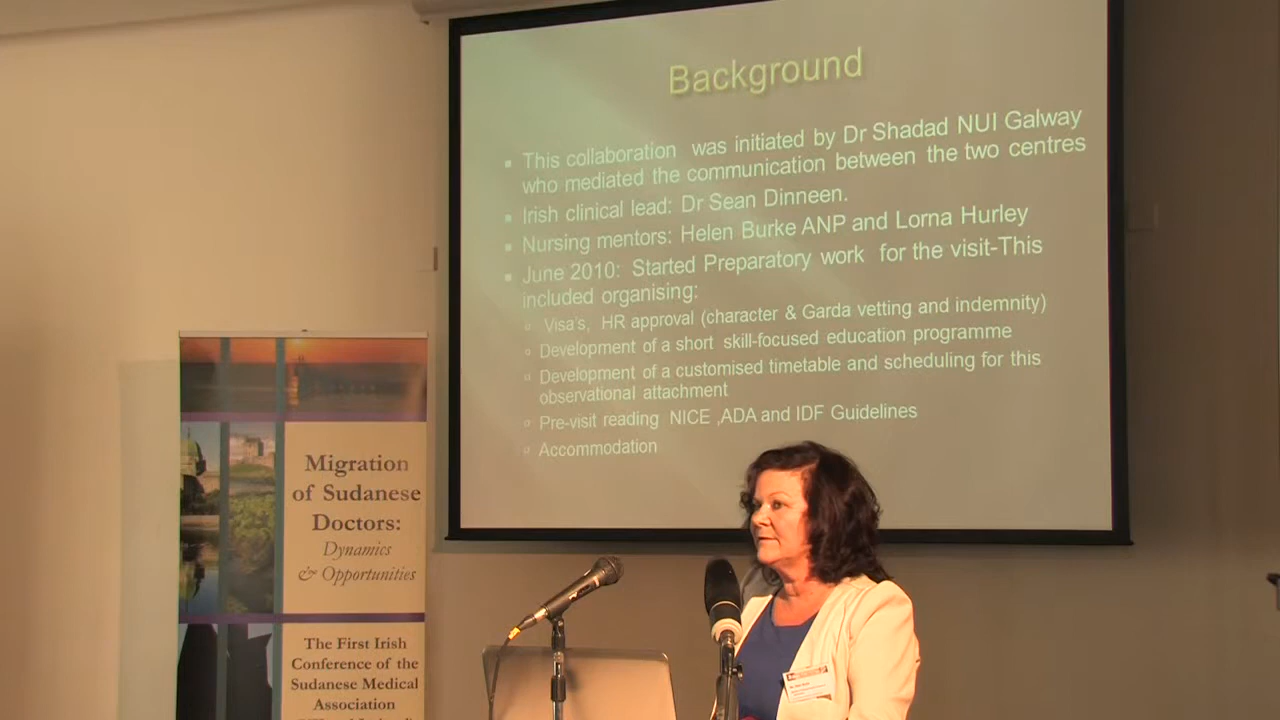 Background
This collaboration was initiated by Dr Shadad NUI Galway
who mediated the communication between the two centres
Irish clinical lead: Dr Sean Dinneen.
Nursing mentors: Helen Burke ANP and Lorna Hurley
June 2010: Started Preparatory work for the visit-This
included organising:
Visa's, HR approval (character & Garda vetting and indemnity)
Development of a short skill-focused education programme
Development of a customised timetable and scheduling for this
observational attachment
Pre-visit reading NICE ,ADA and IDF Guidelines
Accommodation
Migration
of Sudanese
Doctors:
Dynamics
& Opportunities
The First Irish
Conference of the
Sudanese Medical
Association